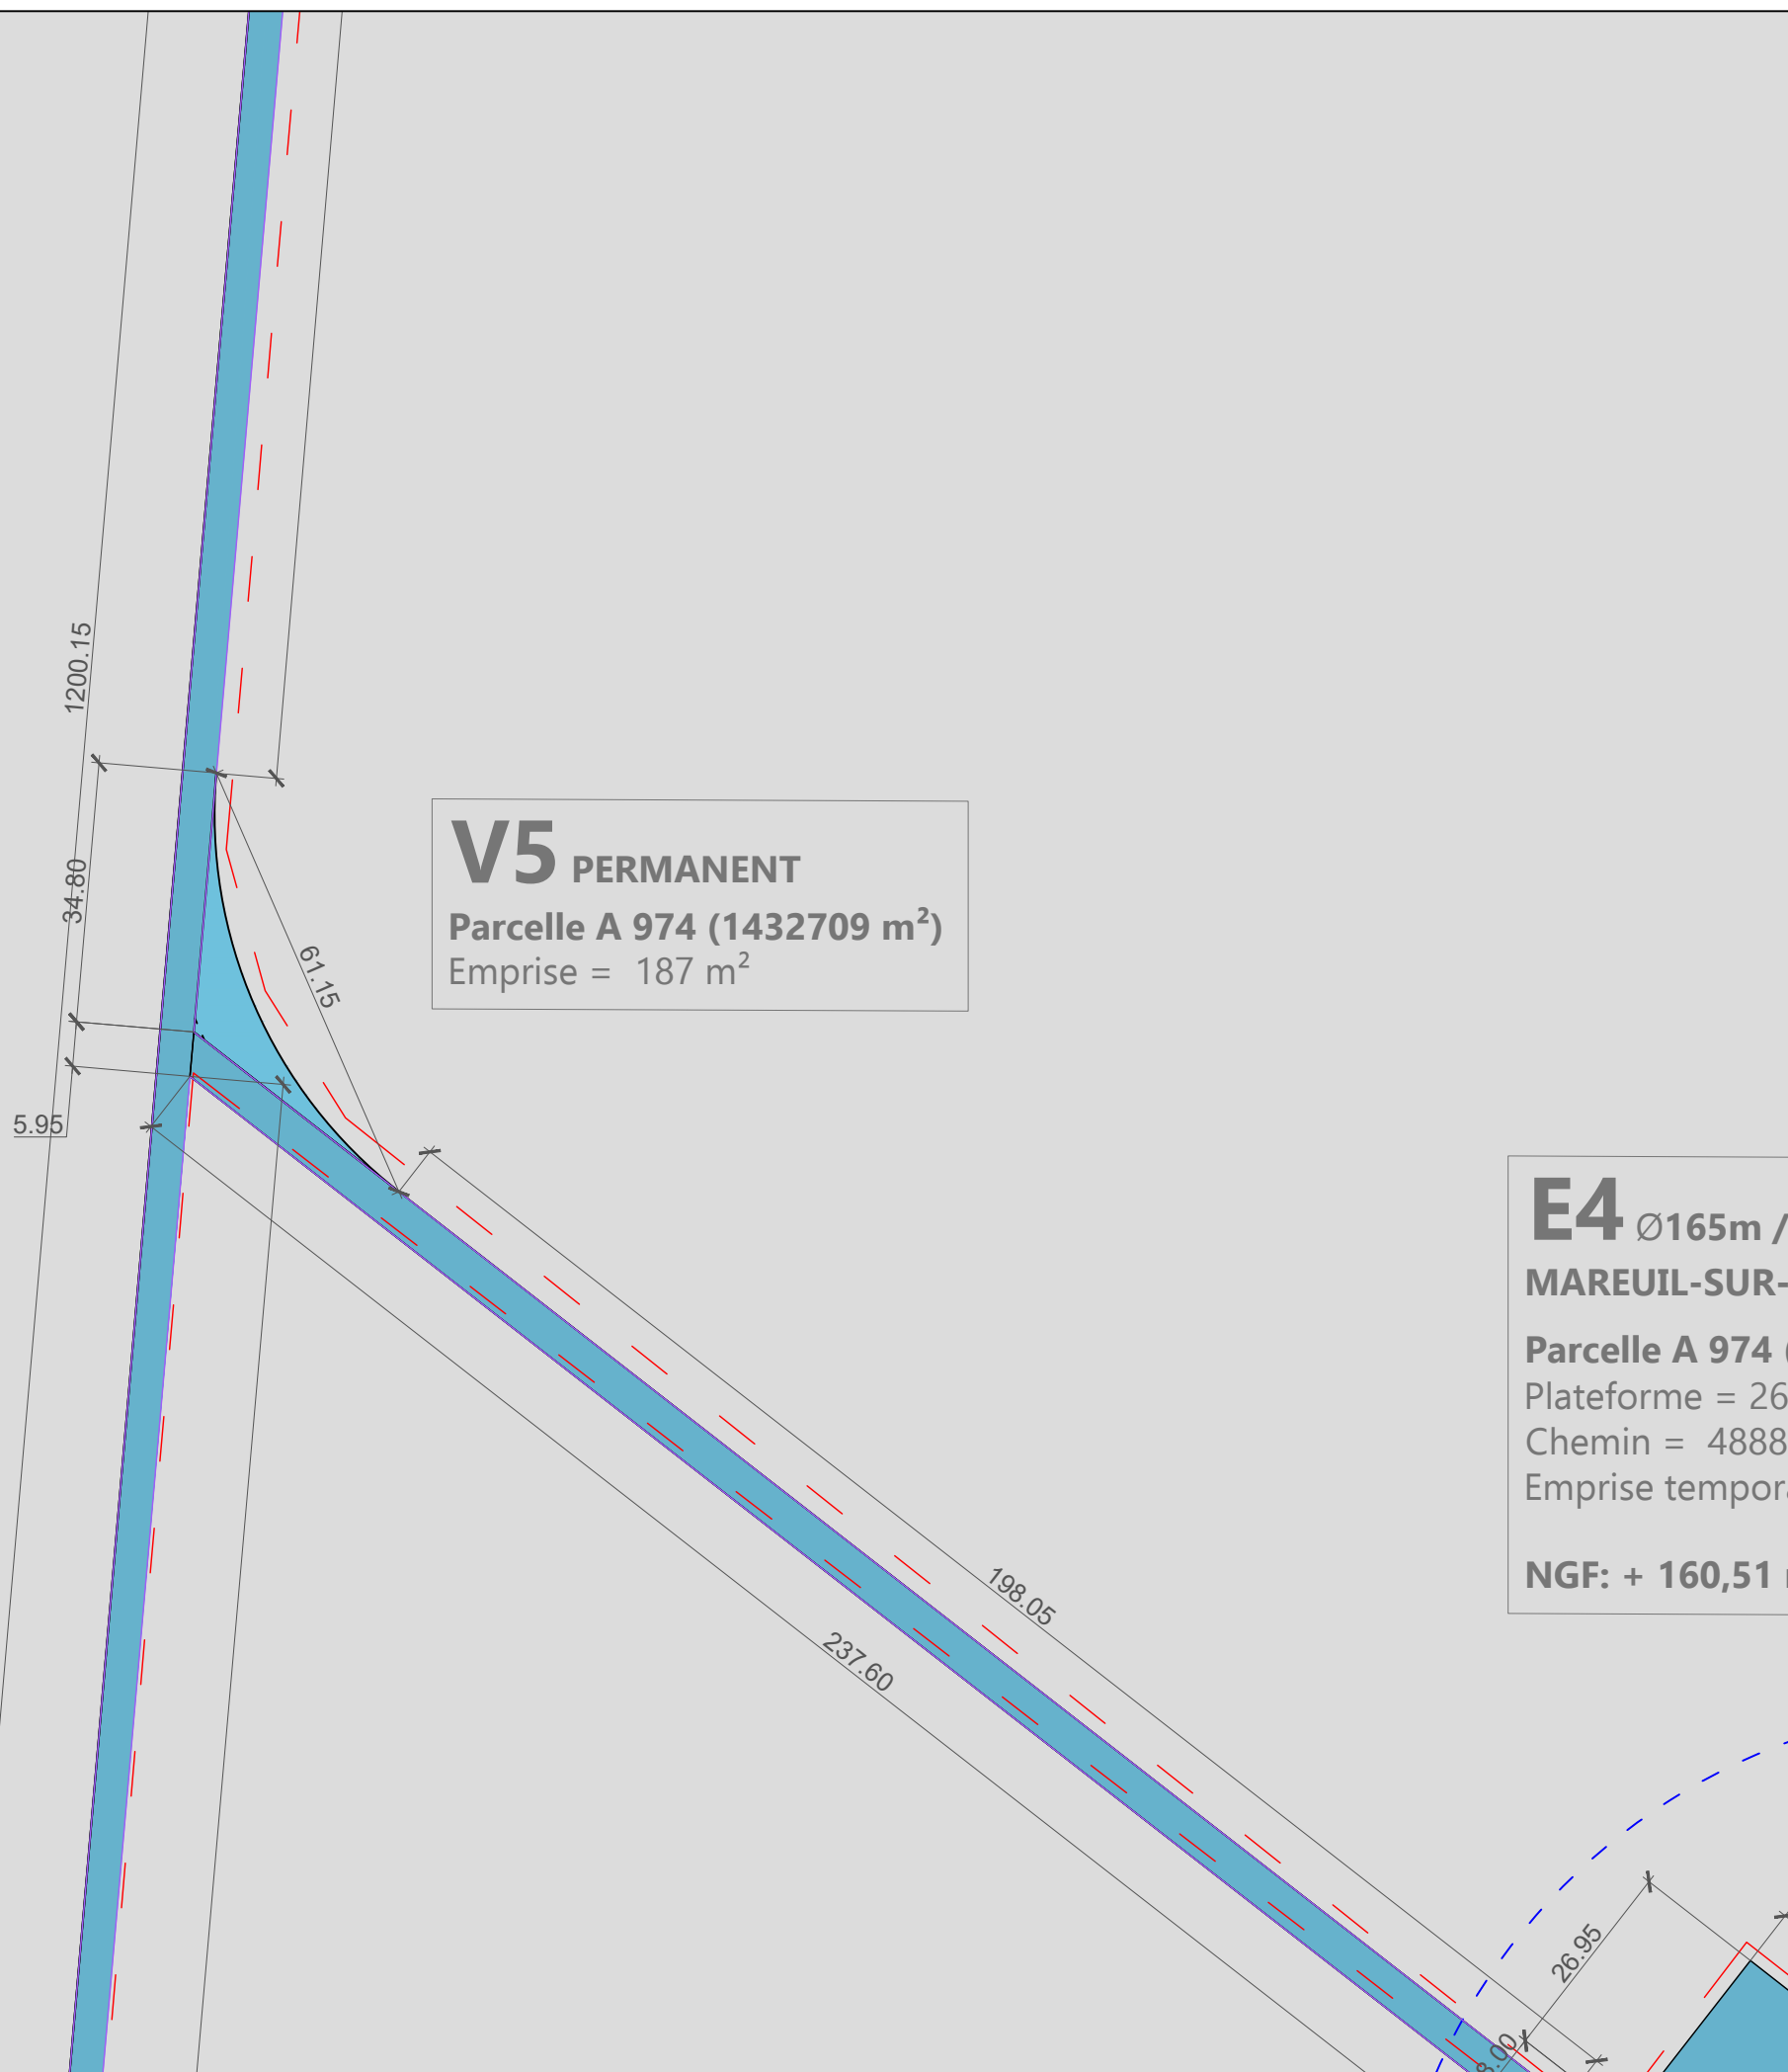 1200.15
34.80
61.15
5.95
V5 PERMANENT
Parcelle A 974 (1432709 m²)
Emprise = 187 m²
E4 Ø165m /
MAREUIL-SUR-
Parcelle A 974
Plateforme = 26
Chemin = 4888
Emprise
NGF: + 160,51
198.05
237.60
26.95